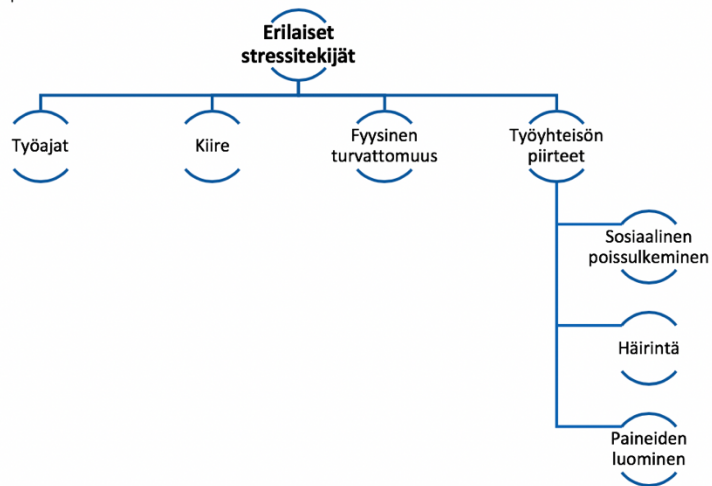 Erilaiset
stressitekijät
Työajat
Kiire
Fyysinen
turvattomuus
Työyhteisön
piirteet
Sosiaalinen
poissulkeminen
Häirintä
Paineiden
luominen